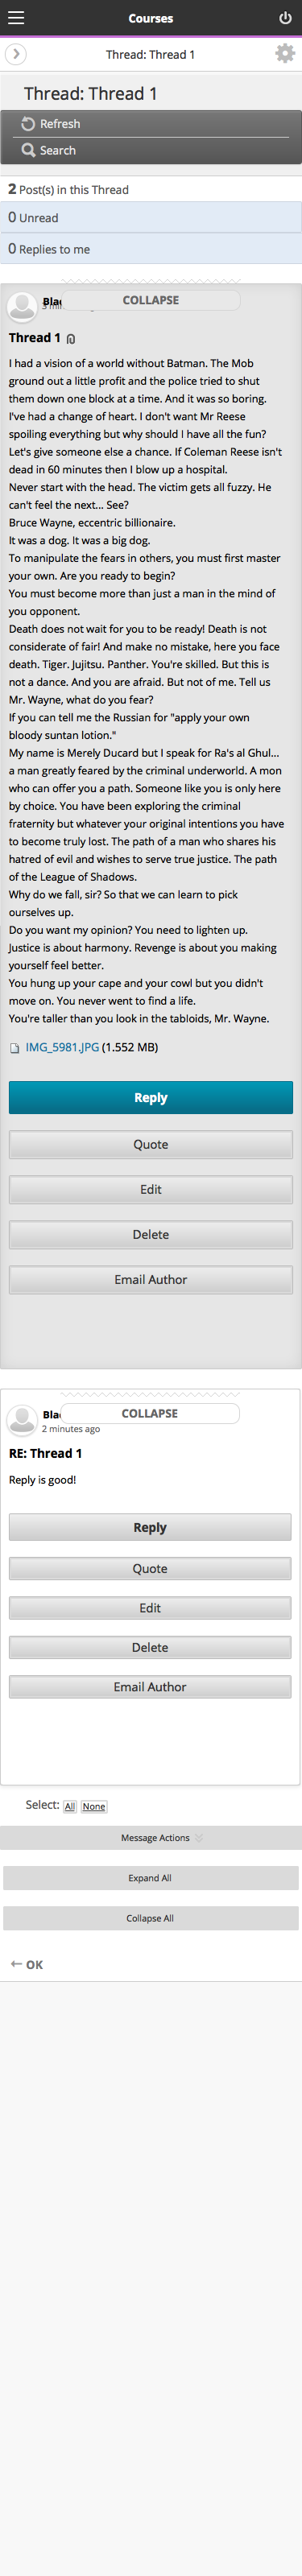 Courses
Thread: Thread 1
Thread: Thread 1
Refresh
Search
2 Post(s) in this Thread
0 Unread
0 Replies to me
COLLAPSE
Thread 1
I had a vision of a world without Batman. The Mob
ground out a little profit and the police tried to shut
them down one block at a time. And it was so boring.
I've had a change of heart. I don't want Mr Reese
spoiling everything but why should I have all the fun?
Let's give someone else a chance. If Coleman Reese isn't
dead in 60 minutes then I blow up a hospital.
Never start with the head. The victim gets all fuzzy. He
can't feel the next... See?
Bruce Wayne, eccentric billionaire.
It was a dog. It was a big dog.
To manipulate the fears in others, you must first master
your own. Are you ready to begin?
You must become more than just a man in the mind of
you opponent.
Death does not wait for you to be ready! Death is not
considerate of fair! And make no mistake, here you face
death. Tiger. Jujitsu. Panther. You're skilled. But this is
not a dance. And you are afraid. But not of me. Tell us
Mr. Wayne, what do you fear?
If you can tell me the Russian for "apply your own
bloody suntan lotion."
My name is Merely Ducard but I speak for Ra's al Ghul...
a man greatly feared by the criminal underworld. A mon
who can offer you a path. Someone like you is only here
by choice. You have been exploring the criminal
fraternity but whatever your original intentions you have
to become truly lost. The path of a man who shares his
hatred of evil and wishes to serve true justice. The path
of the League of Shadows.
Why do we fall, sir? So that we can learn to pick
ourselves up.
Do you want my opinion? You need to lighten up.
Justice is about harmony. Revenge is about you making
yourself feel better.
You hung up your cape and your cowl but you didn't
move on. You never went to find a life.
You're taller than you look in the tabloids, Mr. Wayne.
IMG_5981.JPG (1.552 MB)
Reply
Quote
Edit
Delete
Email Author
COLLAPSE
2 minutes ago
RE: Thread 1
Reply is good!
Reply
Quote
Edit
Delete
Email Author
Select: All None
Message Actions
Expand All
Collapse All
← OK